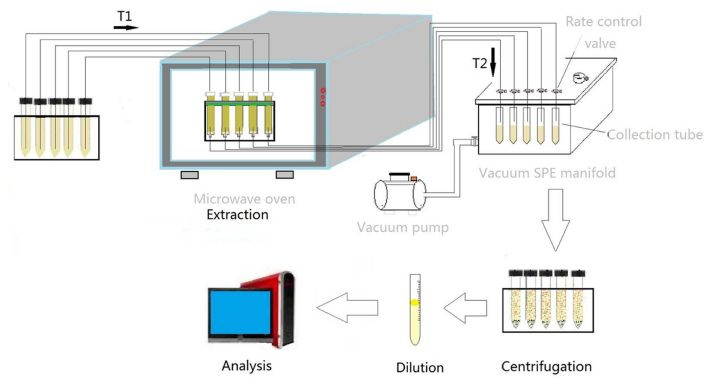 T1
Rate control
valve
T2
Collection tube
Microwave oven
Extraction
Vacuum SPE manifold
Vacuum pump
Analysis
Dilution
Centrifugation